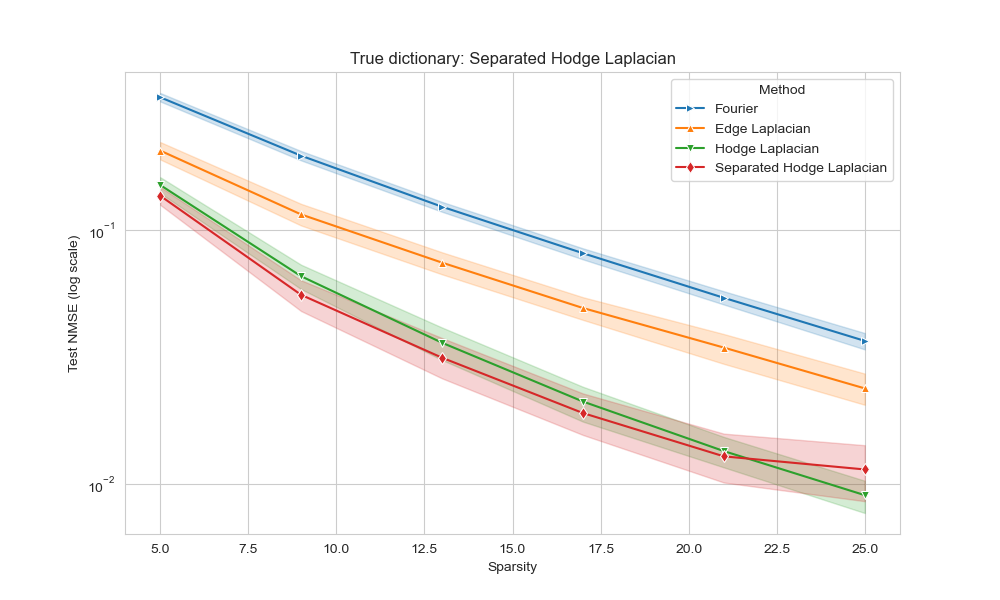 True dictionary: Separated Hodge Laplacian
Method
Fourier
Edge Laplacian
Hodge Laplacian
Separated Hodge Laplacian
Test NMSE (log scale)
10⁻¹
10⁻²
5.0 7.5 10.0 12.5 15.0 17.5 20.0 22.5 25.0
Sparsity